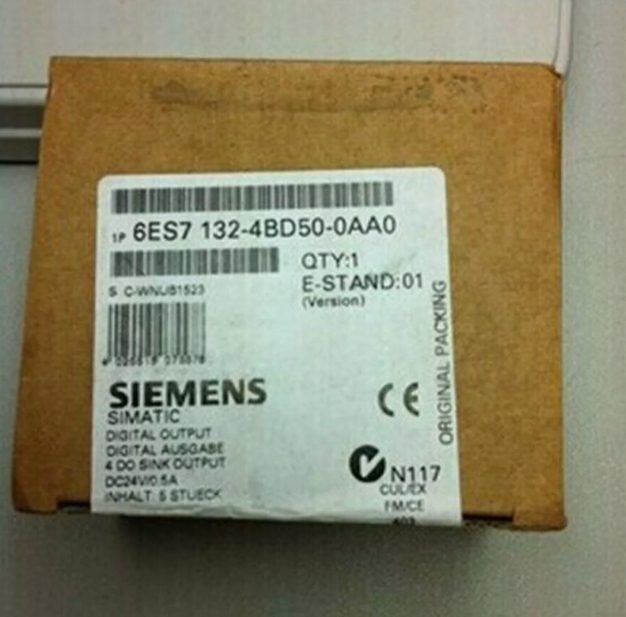 1P 6ES7 132-4BD50-0AA0
QTY:1
E-STAND:01
(Version)
S C-WNUB1523
ORIGINAL PACKING
SIEMENS
SIMATIC
DIGITAL OUTPUT
DIGITAL AUSGABE
4 DO SINK OUTPUT
DC24V/0.5A
INHALT: 5 STUECK
CE
N117
CUL/EX
FM/CE